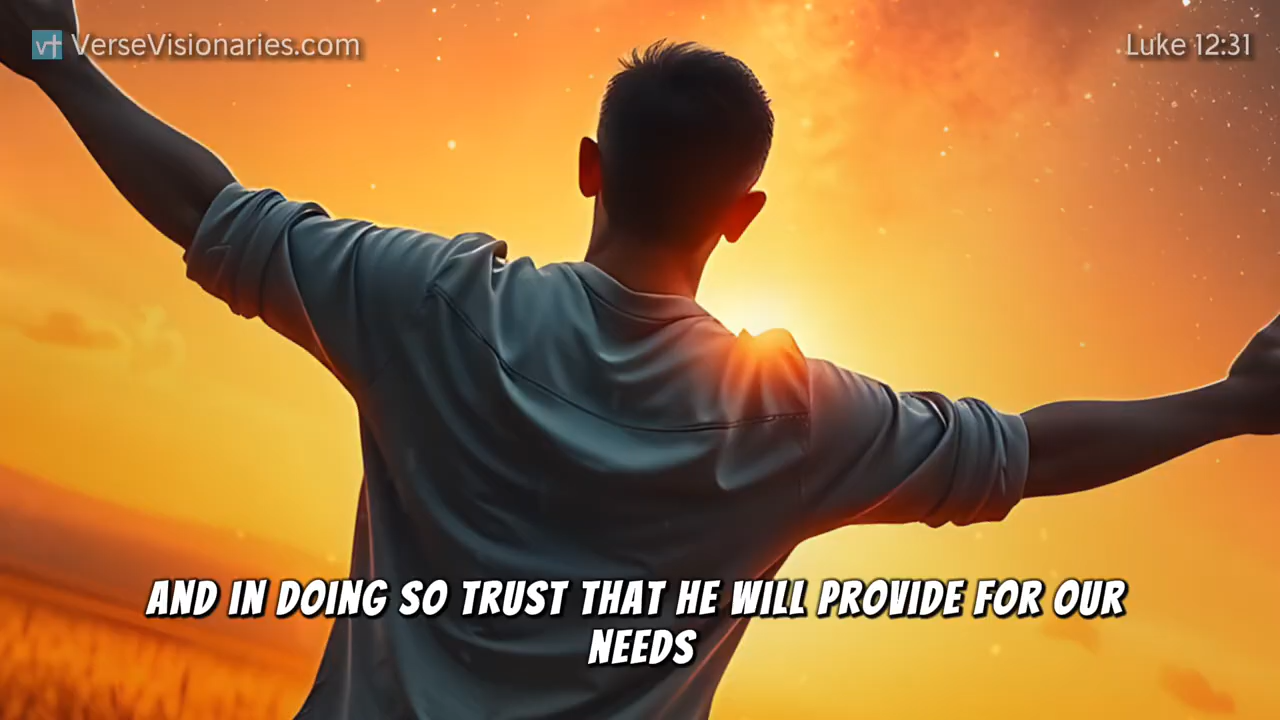 VerseVisionaries.com
Luke 12:31
AND IN DOING SO TRUST THAT HE WILL PROVIDE FOR OUR
NEEDS